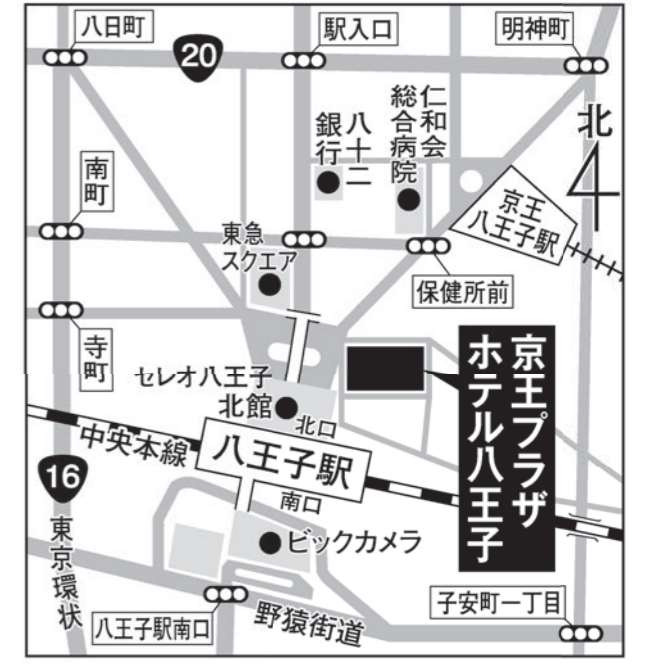 八日町
20
駅入口
明神町
北
仁和会
総合病院
八十二
銀行
南町
京王
八王子駅
東急
スクエア
保健所前
寺町
セレオ八王子
北館
北口
京王プラザ
ホテル八王子
中央本線
八王子駅
16
南口
東京環状
ビックカメラ
子安町一丁目
八王子駅南口
野猿街道